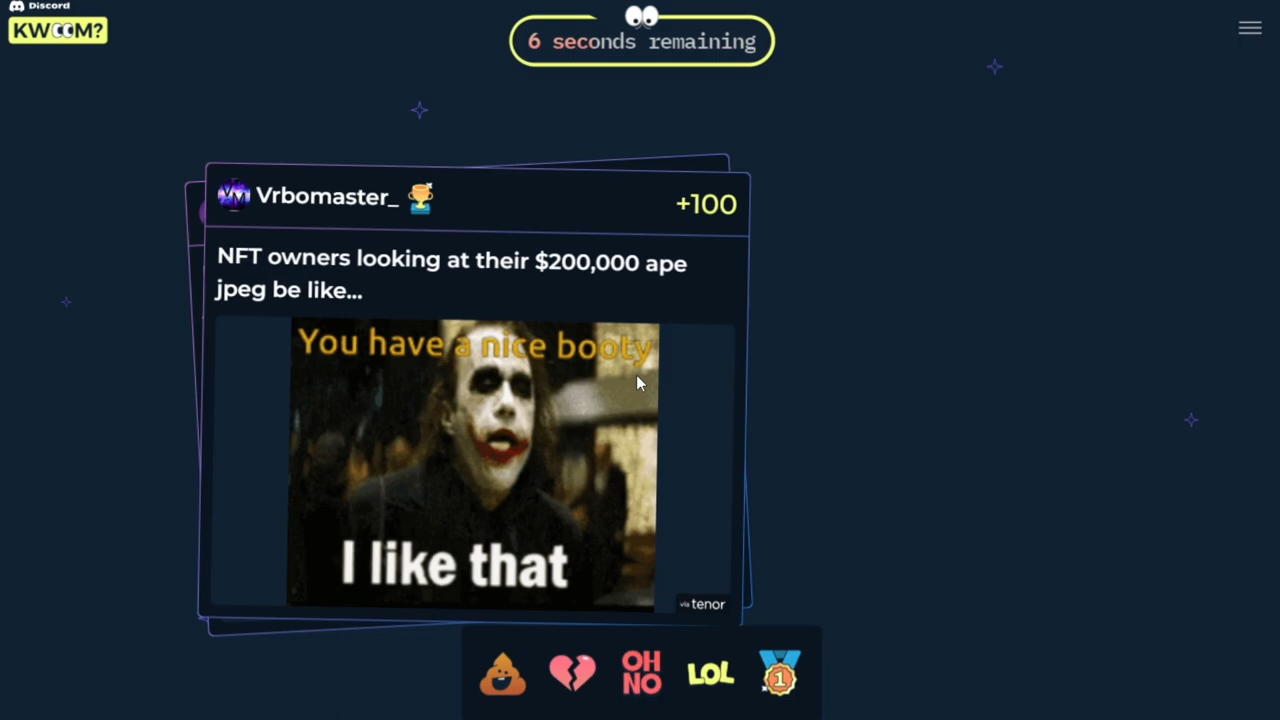 Discord
KWOOM?
6 seconds remaining
VM
Vrbomaster_
+100
NFT owners looking at their $200,000 ape
jpeg be like...
You have a nice booty
I like that
via tenor
OH
NO
LOL
1